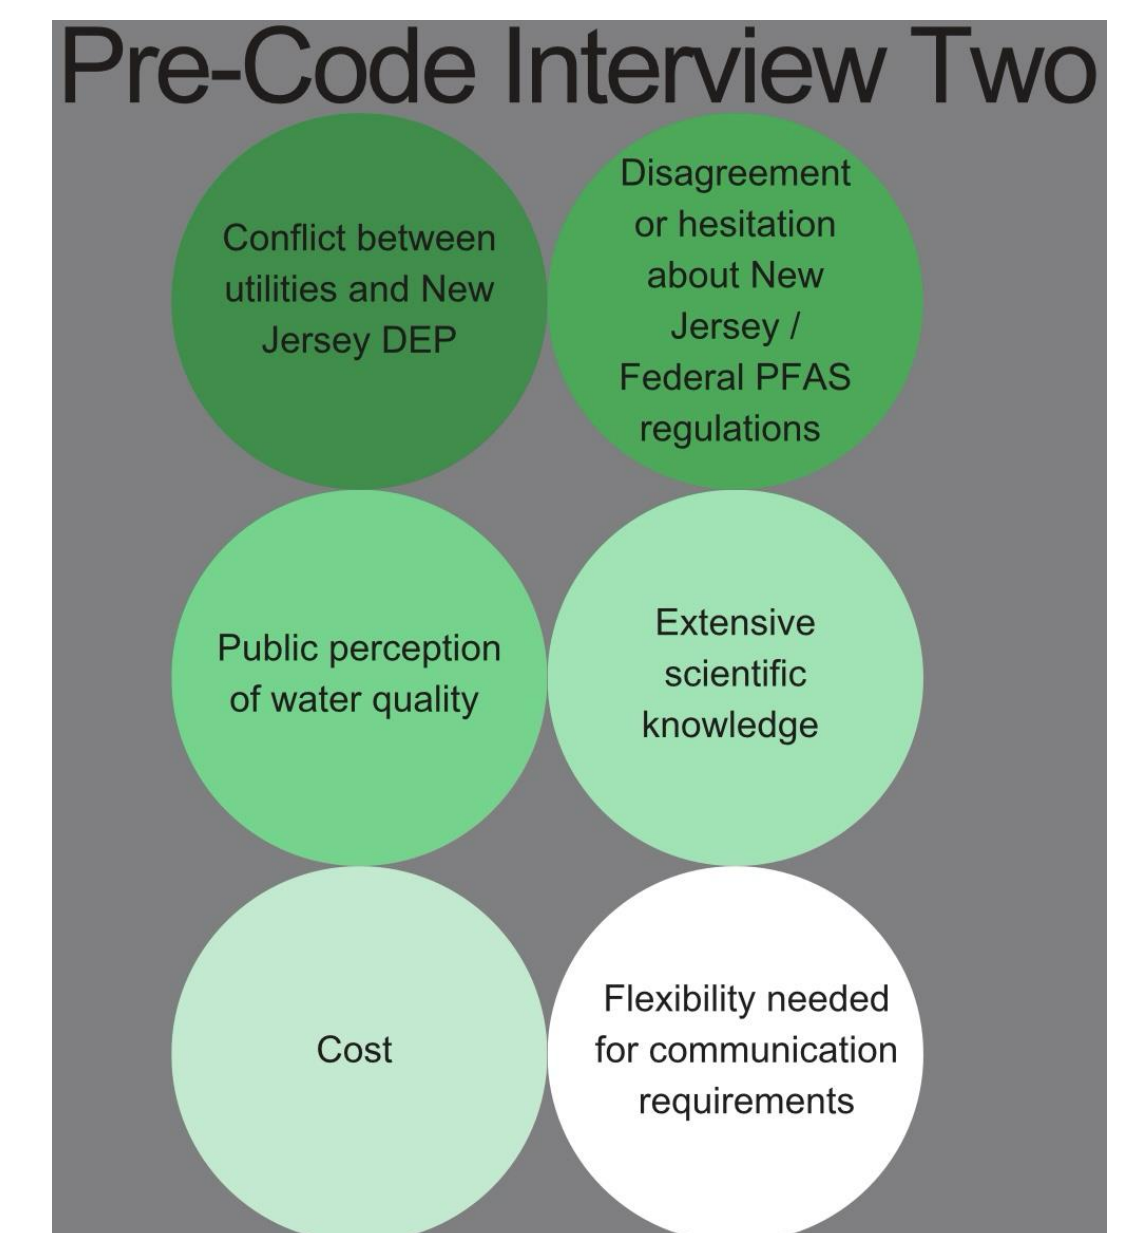 Pre-Code Interview Two
Conflict between
utilities and New
Jersey DEP
Disagreement
or hesitation
about New
Jersey /
Federal PFAS
regulations
Public perception
of water quality
Extensive
scientific
knowledge
Cost
Flexibility needed
for communication
requirements